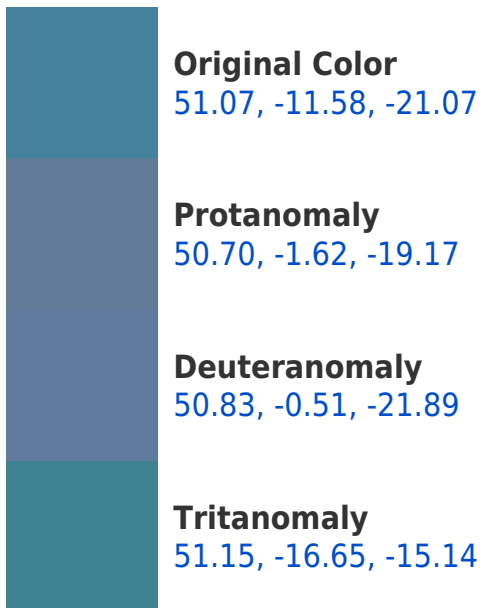 Original Color
51.07, -11.58, -21.07
Protanomaly
50.70, -1.62, -19.17
Deuteranomaly
50.83, -0.51, -21.89
Tritanomaly
51.15, -16.65, -15.14